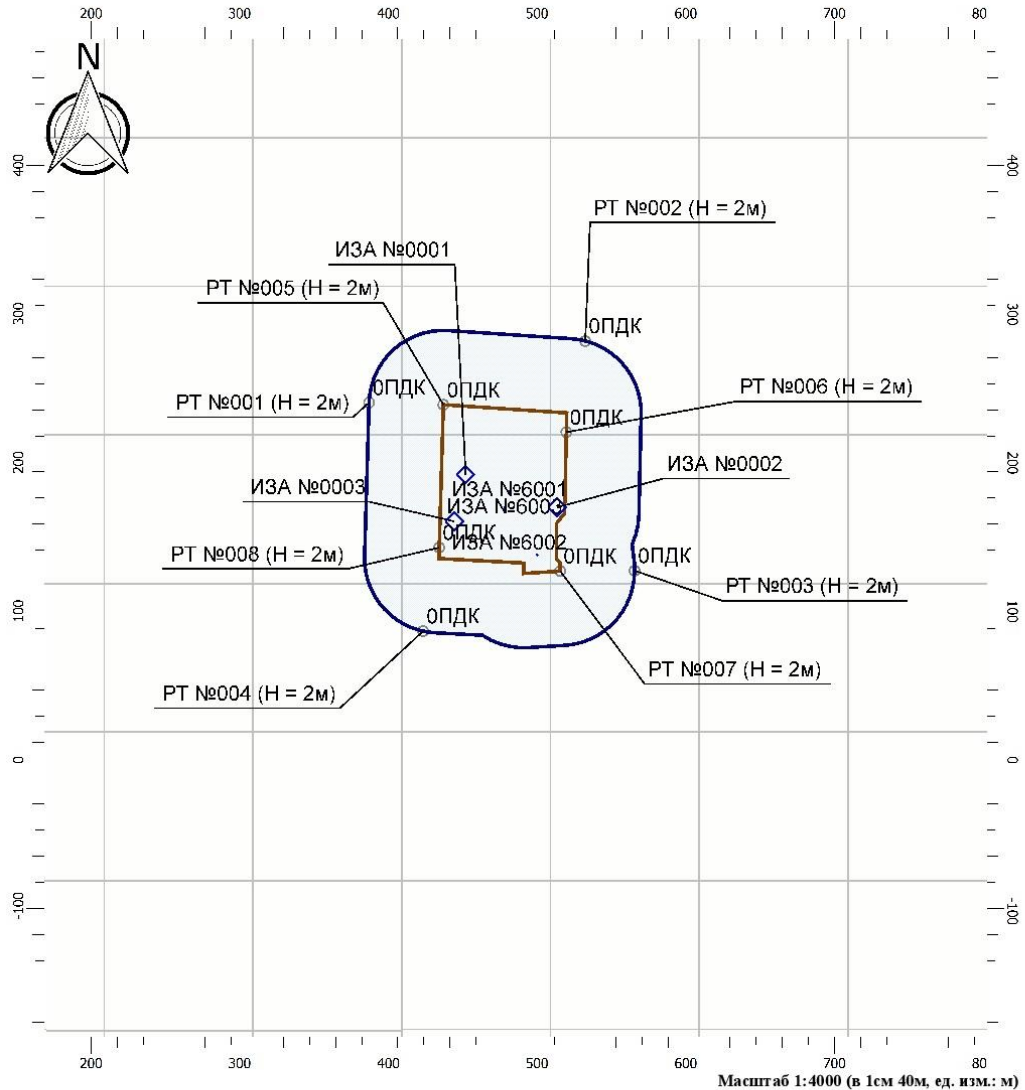 200 300 400 500 600 700 80
N
400 400
РТ №002 (H = 2м)
ИЗА №0001
РТ №005 (H = 2м)
300 300
0ПДК
РТ №006 (H = 2м)
0ПДК 0ПДК
РТ №001 (H = 2м)
0ПДК
200 200
ИЗА №0002
ИЗА №0003 ИЗА №6001
0ПДК
РТ №008 (H = 2м) ИЗА №6002
0ПДК 0ПДК
РТ №003 (H = 2м)
100 100
0ПДК
РТ №007 (H = 2м)
РТ №004 (H = 2м)
0 0
-100 -100
200 300 400 500 600 700 80
Масштаб 1:4000 (в 1см 40м, ед. изм.: м)